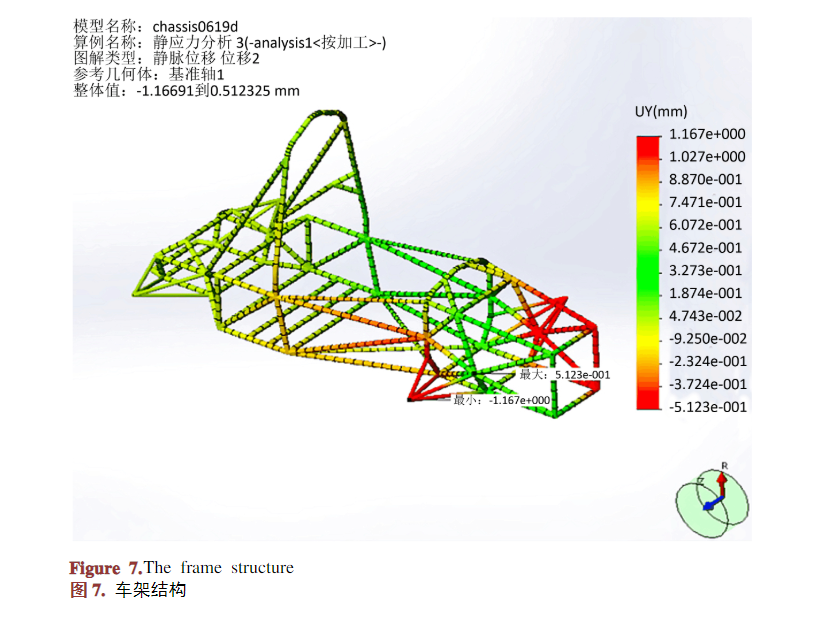 模型名称：chassis0619d
算例名称：静应力分析 3(-analysis1<按加工>-)
图解类型：静脉位移 位移2
参考几何体：基准轴1
整体值：-1.16691到0.512325 mm
UY(mm)
1.167e+000
1.027e+000
8.870e-001
7.471e-001
6.072e-001
4.672e-001
3.273e-001
1.874e-001
4.743e-002
-9.250e-002
-2.324e-001
-3.724e-001
-5.123e-001
最大：5.123e-001
最小：-1.167e+000
R
Z
Figure 7.The frame structure
图7. 车架结构